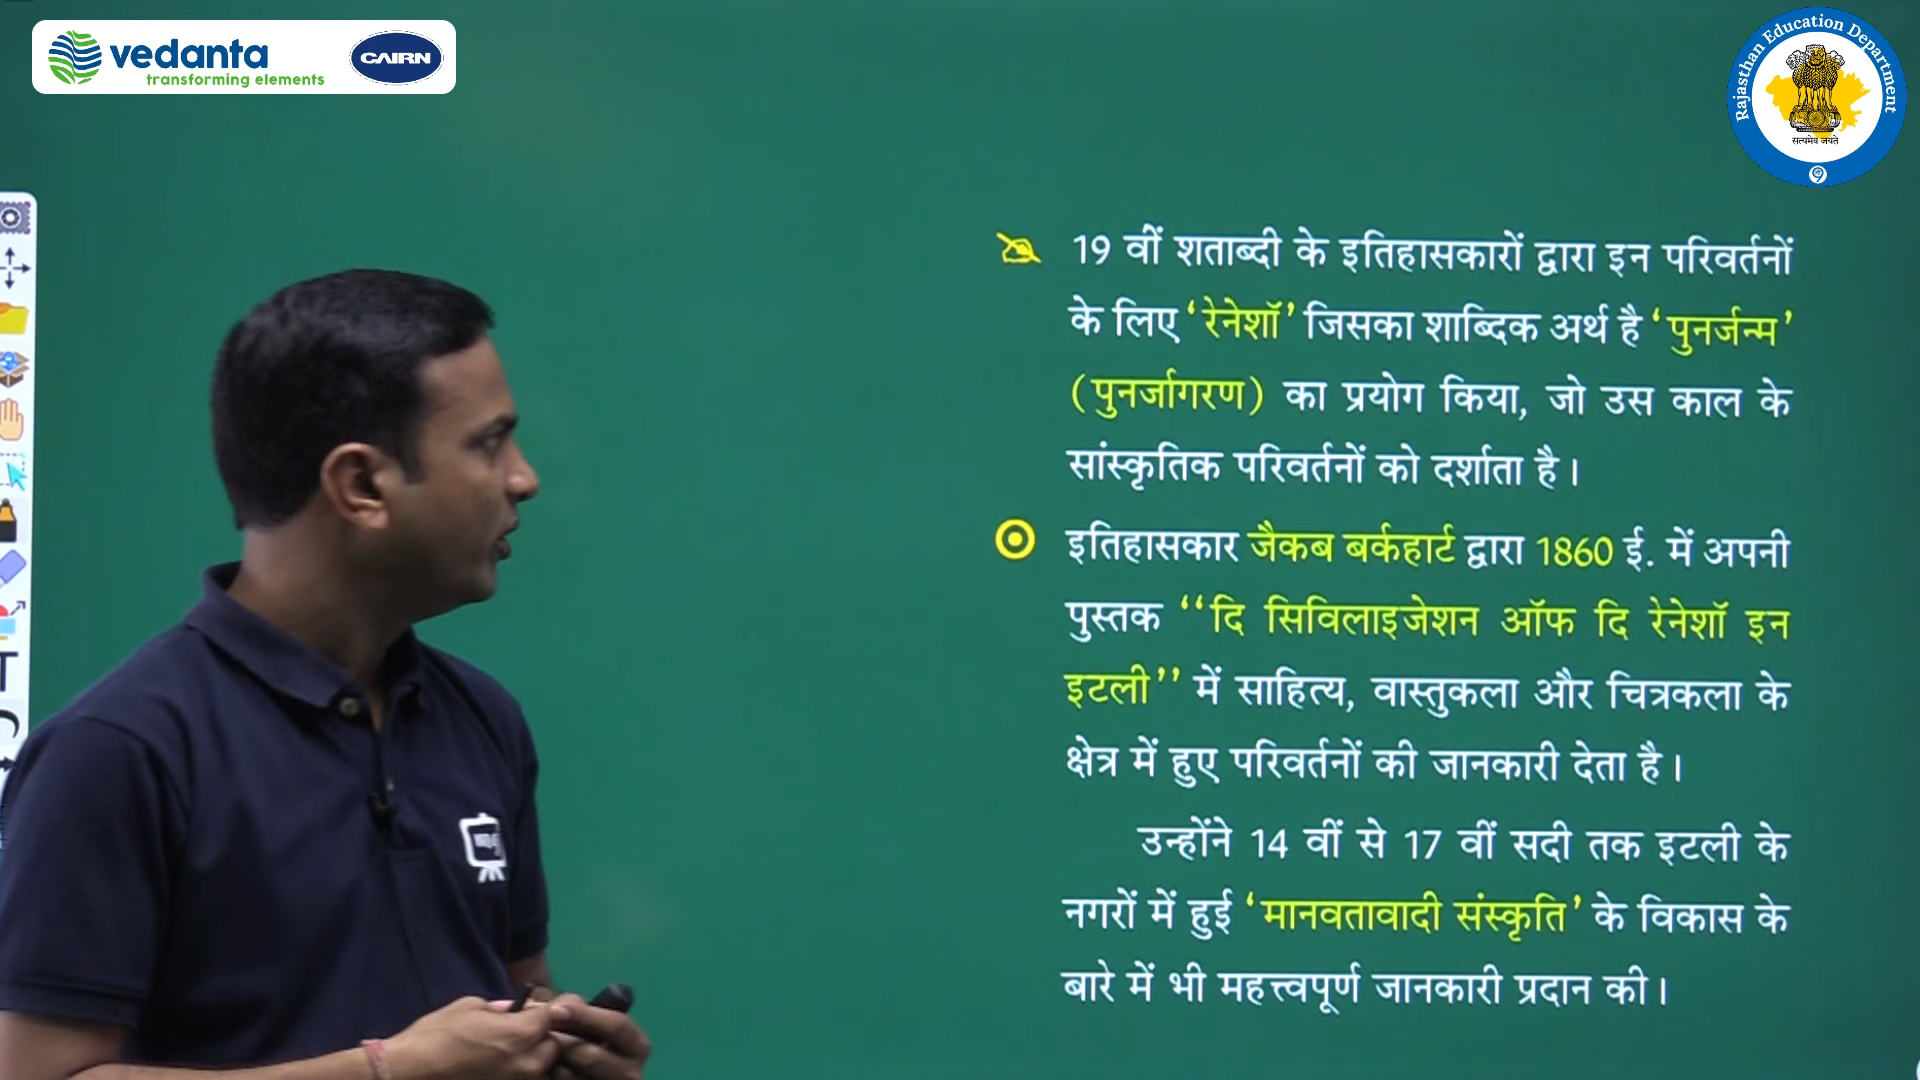 vedanta
transforming elements
CAIRN
Rajasthan Education Department
सत्यमेव जयते
19 वीं शताब्दी के इतिहासकारों द्वारा इन परिवर्तनों
के लिए ‘रेनेशॉ’ जिसका शाब्दिक अर्थ है ‘पुनर्जन्म’
(पुनर्जागरण) का प्रयोग किया, जो उस काल के
सांस्कृतिक परिवर्तनों को दर्शाता है।
इतिहासकार जैकब बर्कहार्ट द्वारा 1860 ई. में अपनी
पुस्तक ‘‘दि सिविलाइजेशन ऑफ दि रेनेशॉ इन
इटली’’ में साहित्य, वास्तुकला और चित्रकला के
क्षेत्र में हुए परिवर्तनों की जानकारी देता है।
उन्होंने 14 वीं से 17 वीं सदी तक इटली के
नगरों में हुई ‘मानवतावादी संस्कृति’ के विकास के
बारे में भी महत्त्वपूर्ण जानकारी प्रदान की।